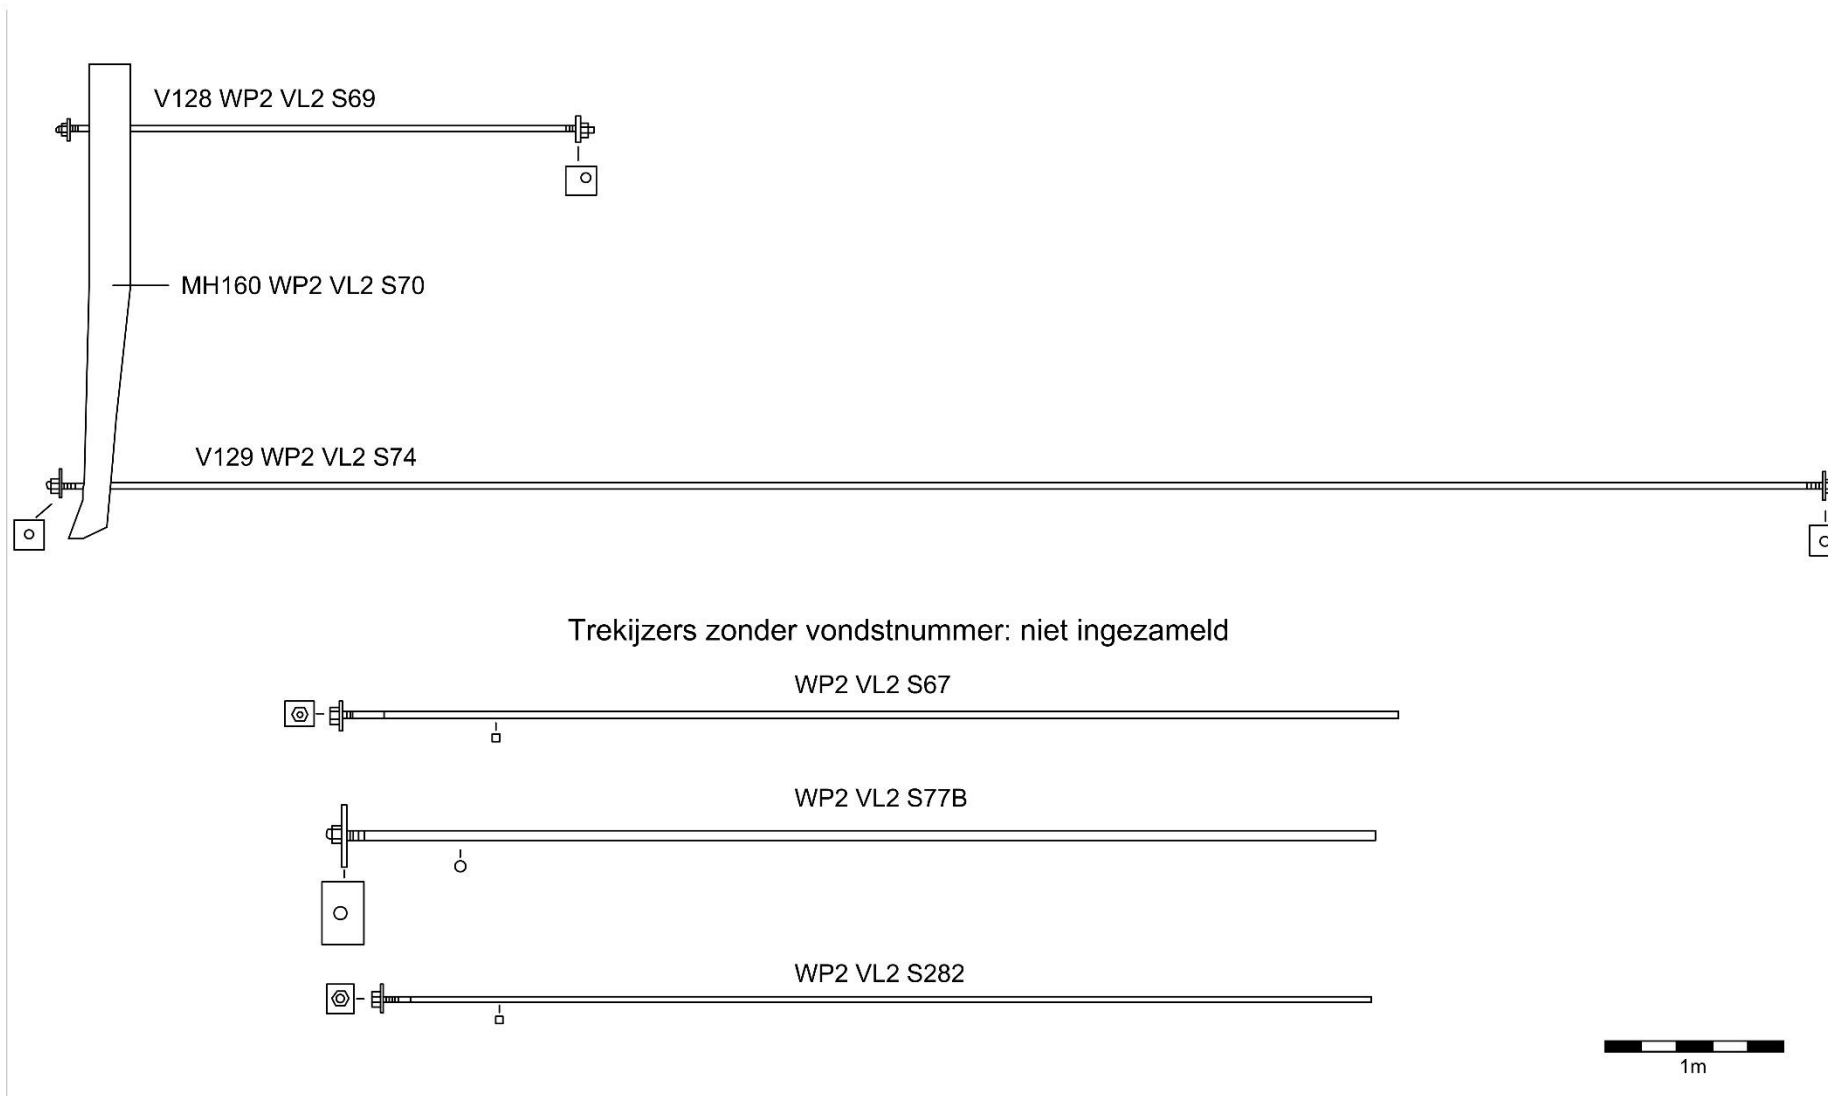 V128 WP2 VL2 S69
MH160 WP2 VL2 S70
V129 WP2 VL2 S74
Trekijzers zonder vondstnummer: niet ingezameld
WP2 VL2 S67
WP2 VL2 S77B
WP2 VL2 S282
1m